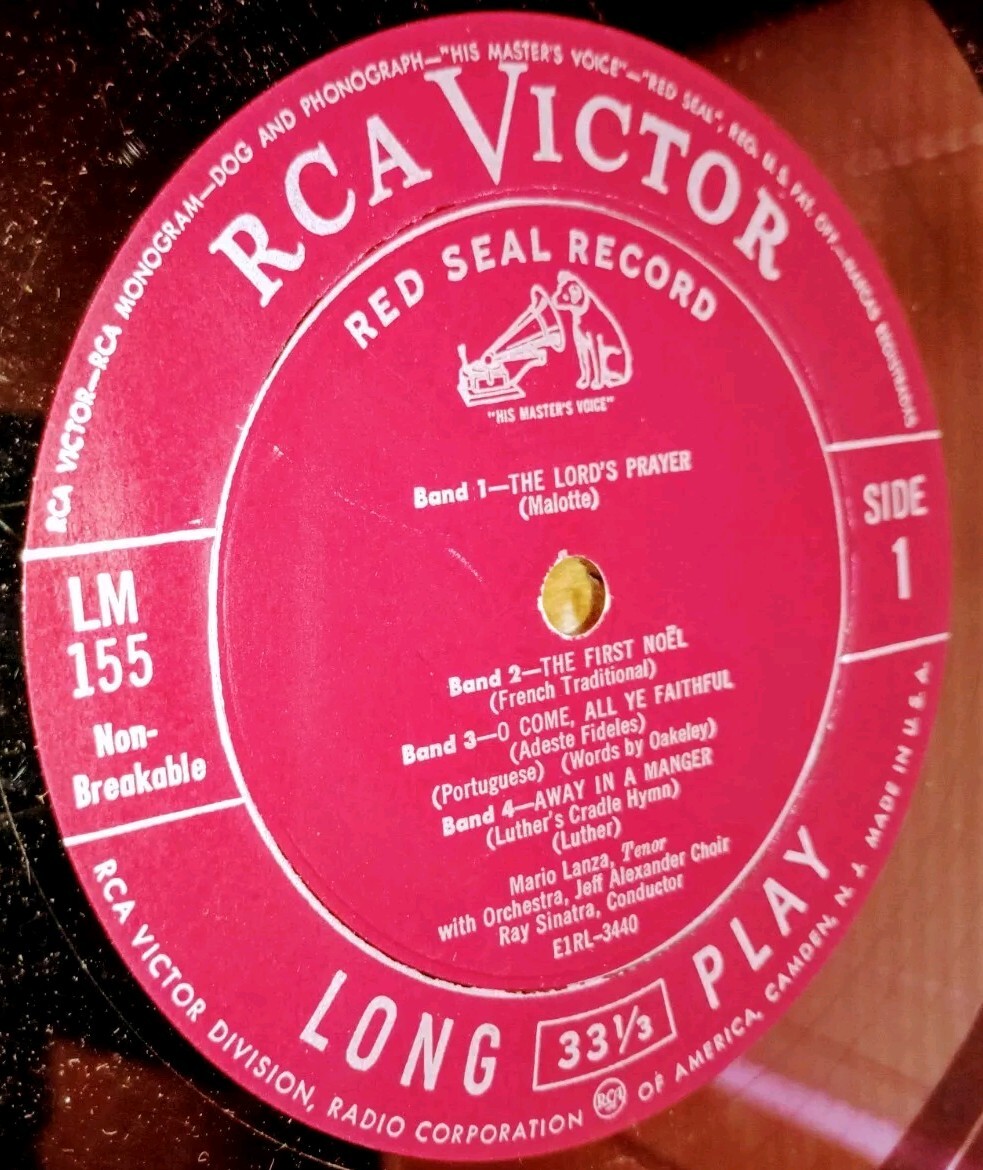 RCA VICTOR—RCA MONOGRAM—DOG AND PHONOGRAPH—"HIS MASTER'S VOICE"—"RED SEAL", REG. U. S. PAT. OFF.—MARCAS REGISTRADAS
RCA VICTOR
RED SEAL RECORD
"HIS MASTER'S VOICE"
Band 1—THE LORD'S PRAYER
(Malotte)
SIDE
1
LM
155
Non-
Breakable
Band 2—THE FIRST NOËL
(French Traditional)
Band 3—O COME, ALL YE FAITHFUL
(Adeste Fideles)
(Portuguese) (Words by Oakeley)
Band 4—AWAY IN A MANGER
(Luther's Cradle Hymn)
(Luther)
Mario Lanza, Tenor
with Orchestra, Jeff Alexander Choir
Ray Sinatra, Conductor
E1RL-3440
LONG 33 1/3 PLAY
RCA VICTOR DIVISION, RADIO CORPORATION RCA OF AMERICA, CAMDEN, N. J. MADE IN U. S. A.